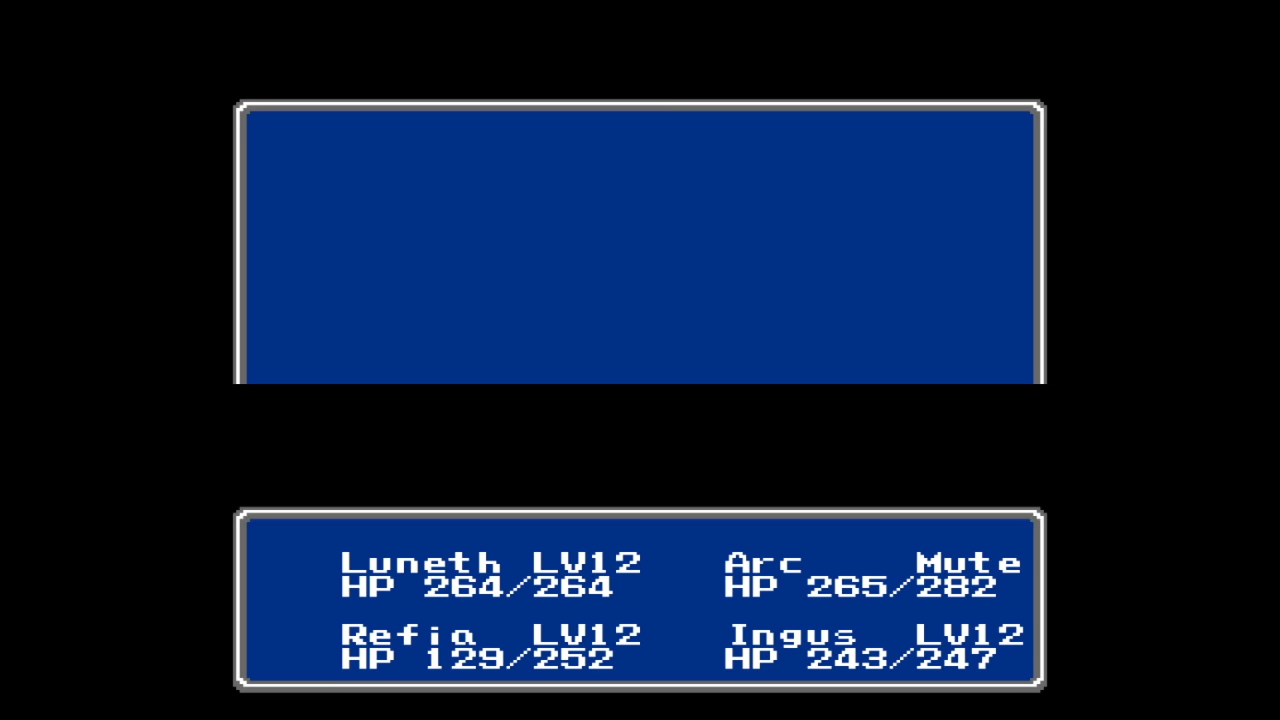 Luneth LV12 Arc Mute
HP 264/264 HP 265/282
Refia LV12 Ingus LV12
HP 129/252 HP 243/247